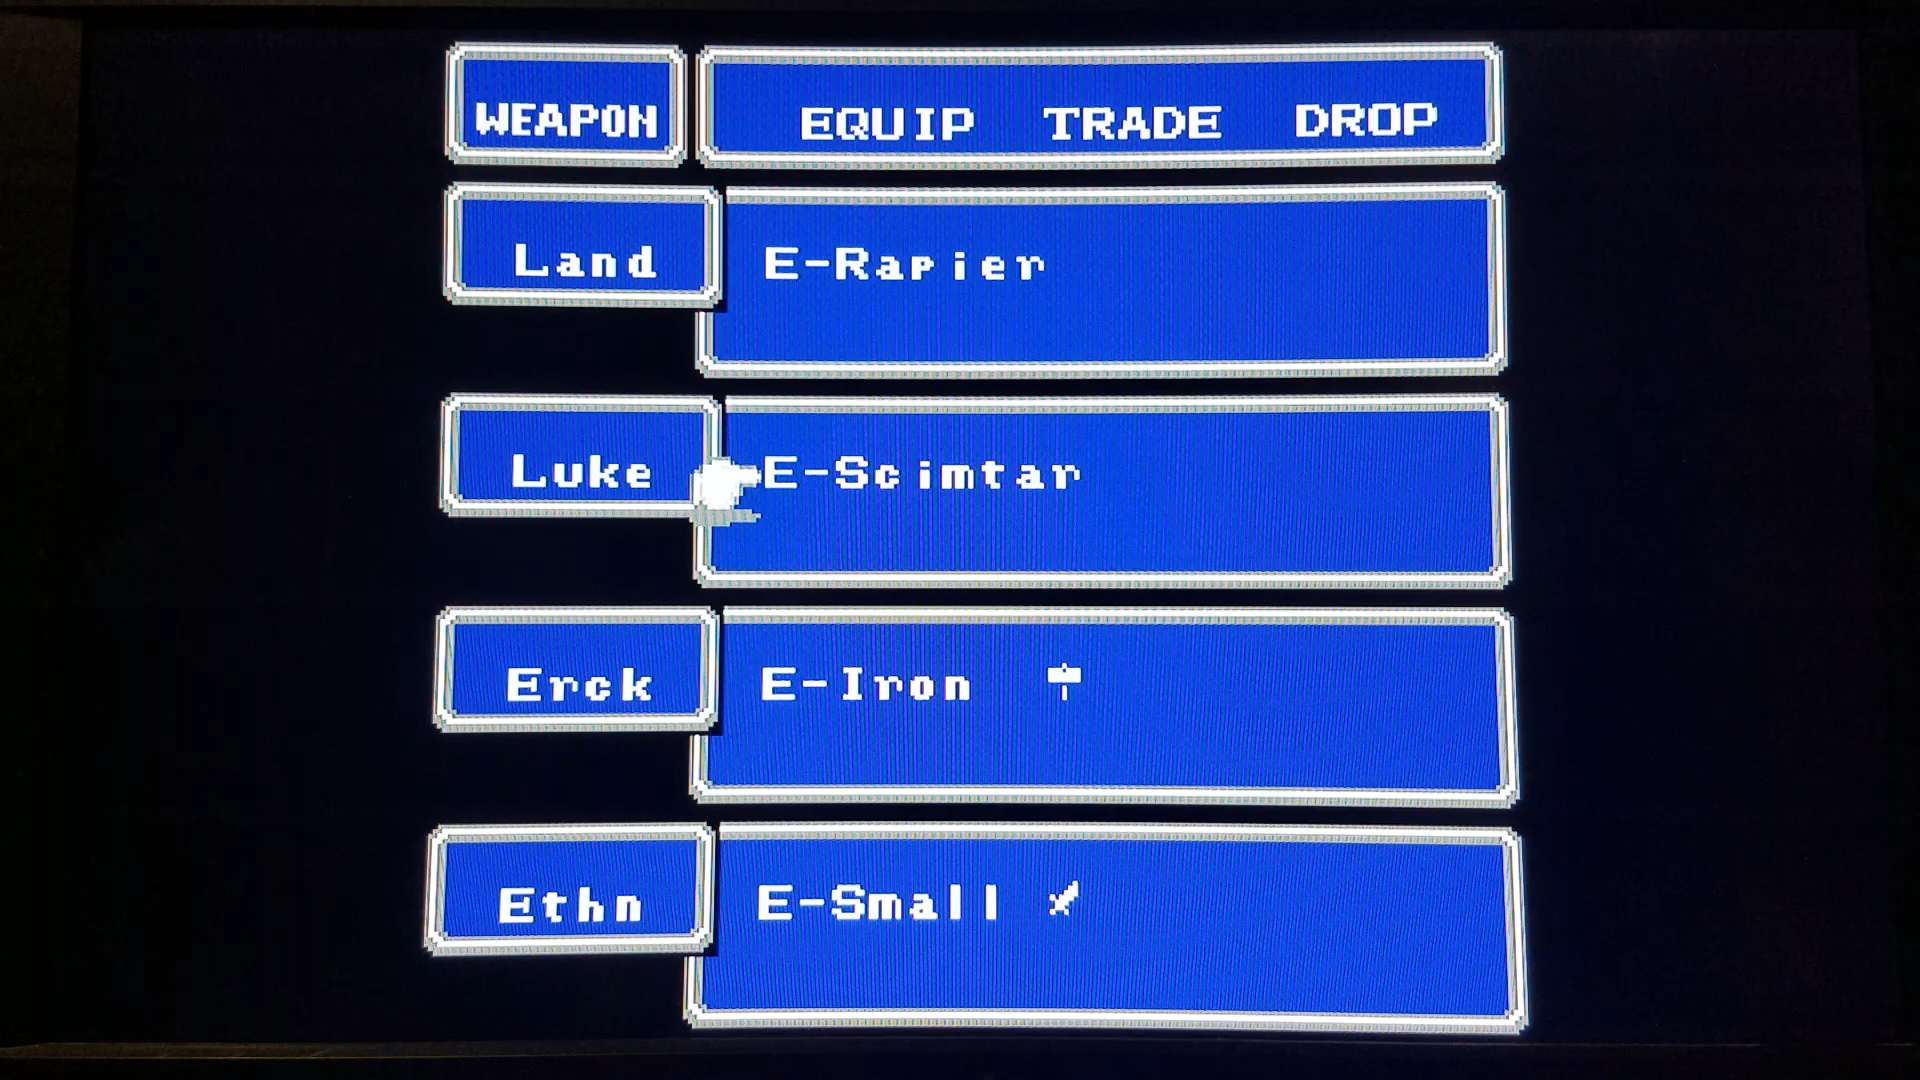 WEAPON
EQUIP TRADE DROP
Land
E-Rapier
Luke
E-Scimtar
Erck
E-Iron
Ethn
E-Small